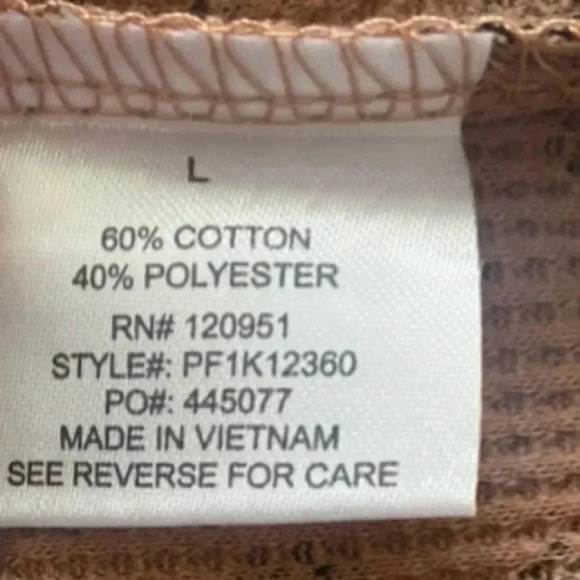 L
60% COTTON
40% POLYESTER
RN# 120951
STYLE#: PF1K12360
PO#: 445077
MADE IN VIETNAM
SEE REVERSE FOR CARE